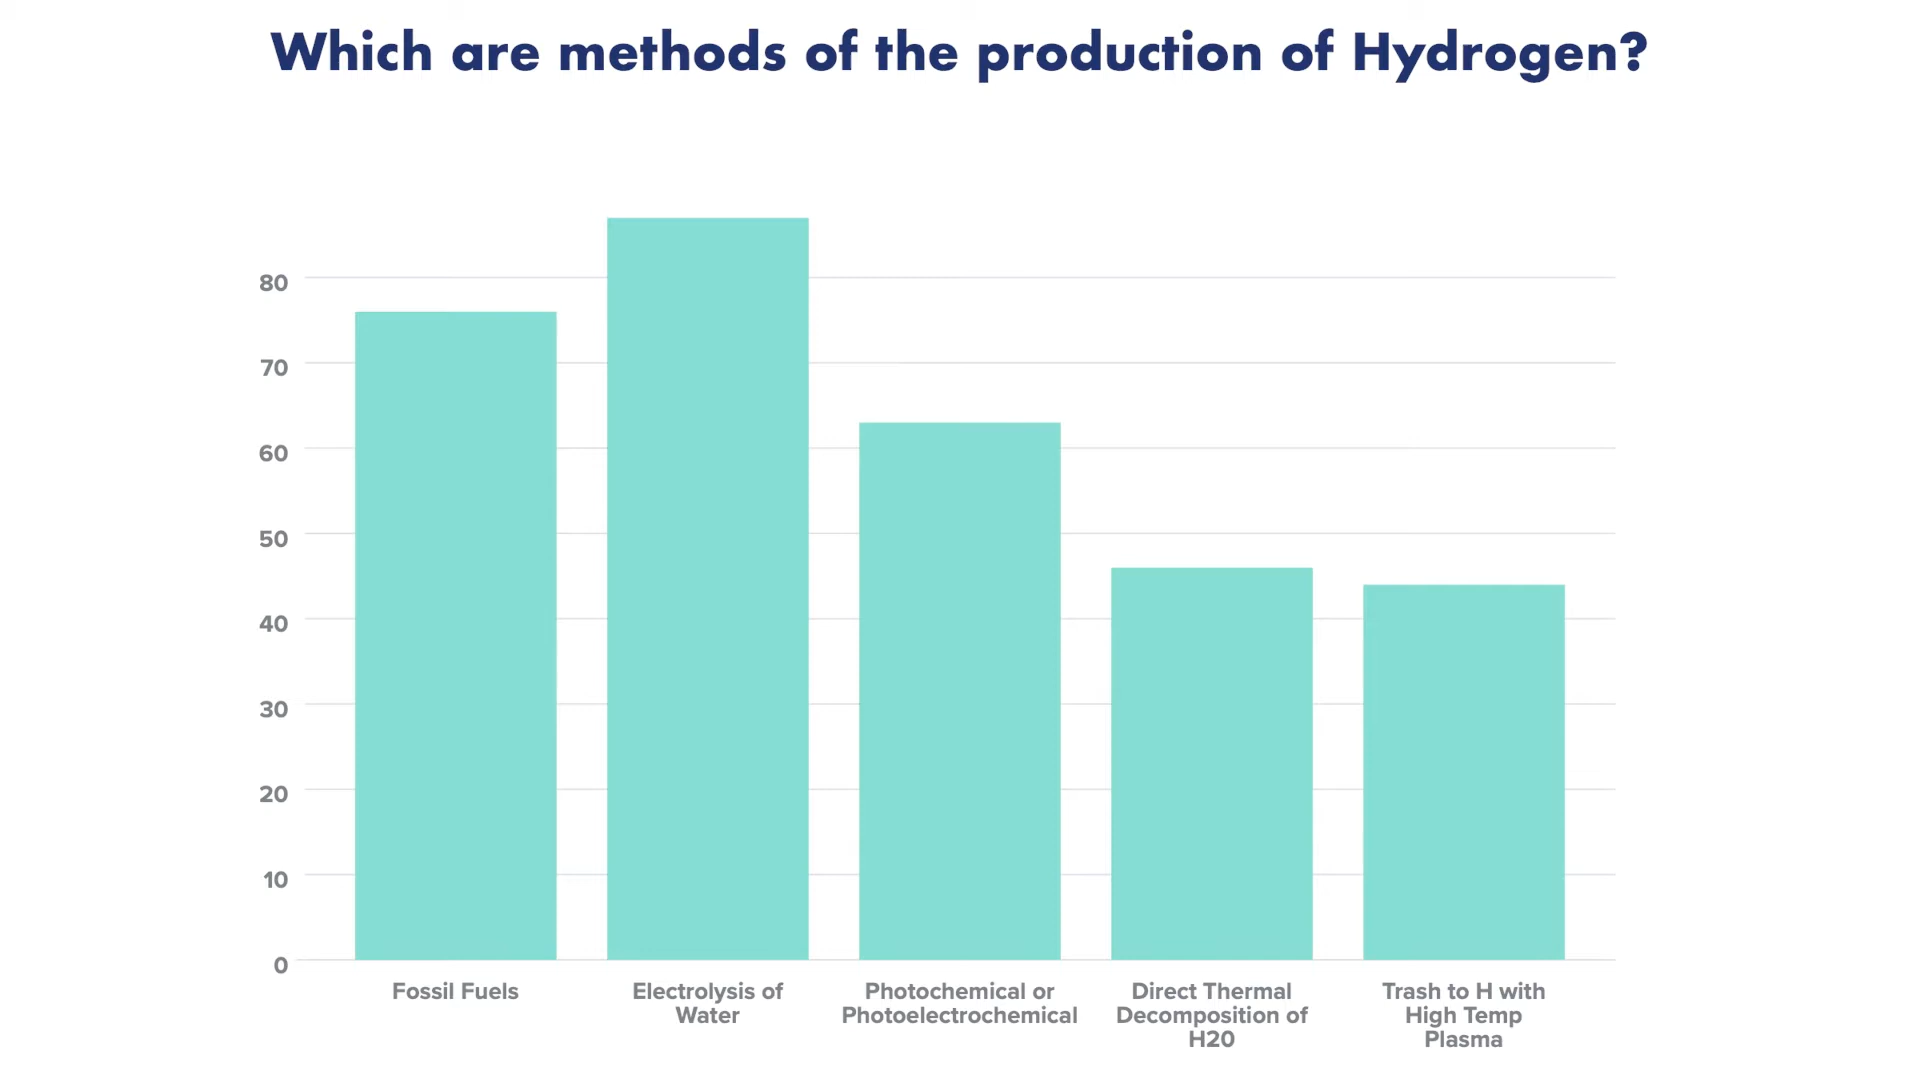 Which are methods of the production of Hydrogen?
80
70
60
50
40
30
20
10
0
Fossil Fuels
Electrolysis of
Water
Photochemical or
Photoelectrochemical
Direct Thermal
Decomposition of
H20
Trash to H with
High Temp
Plasma